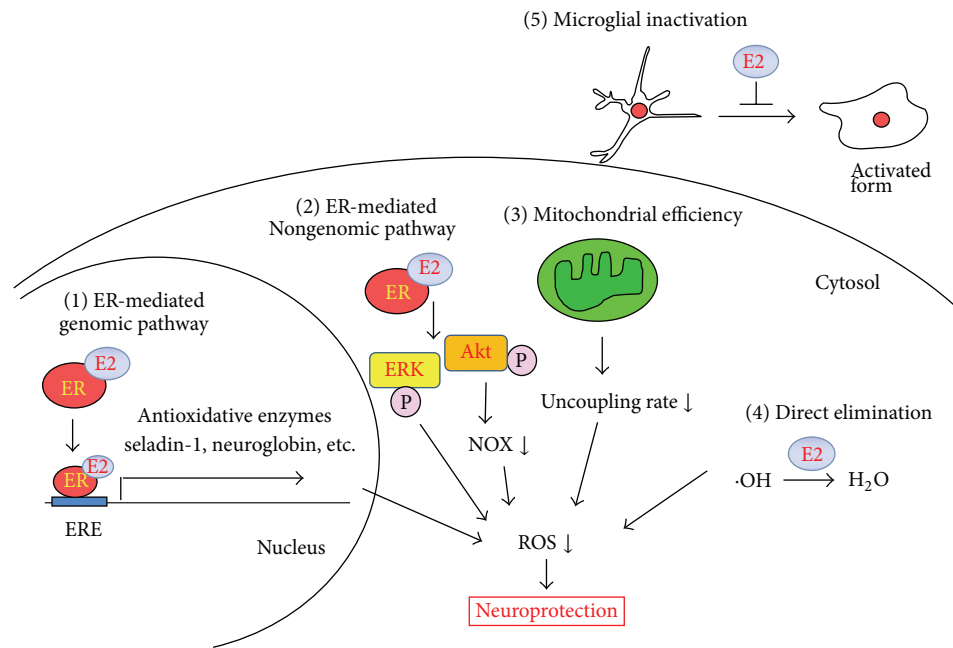 (5) Microglial inactivation
E2
Activated
form
(2) ER-mediated
Nongenomic pathway
E2
ER
ERK
P
Akt
P
NOX ↓
(3) Mitochondrial efficiency
Uncoupling rate ↓
Cytosol
(1) ER-mediated
genomic pathway
E2
ER
Antioxidative enzymes
seladin-1, neuroglobin, etc.
E2
ER
ERE
Nucleus
(4) Direct elimination
E2
·OH → H₂O
ROS ↓
Neuroprotection